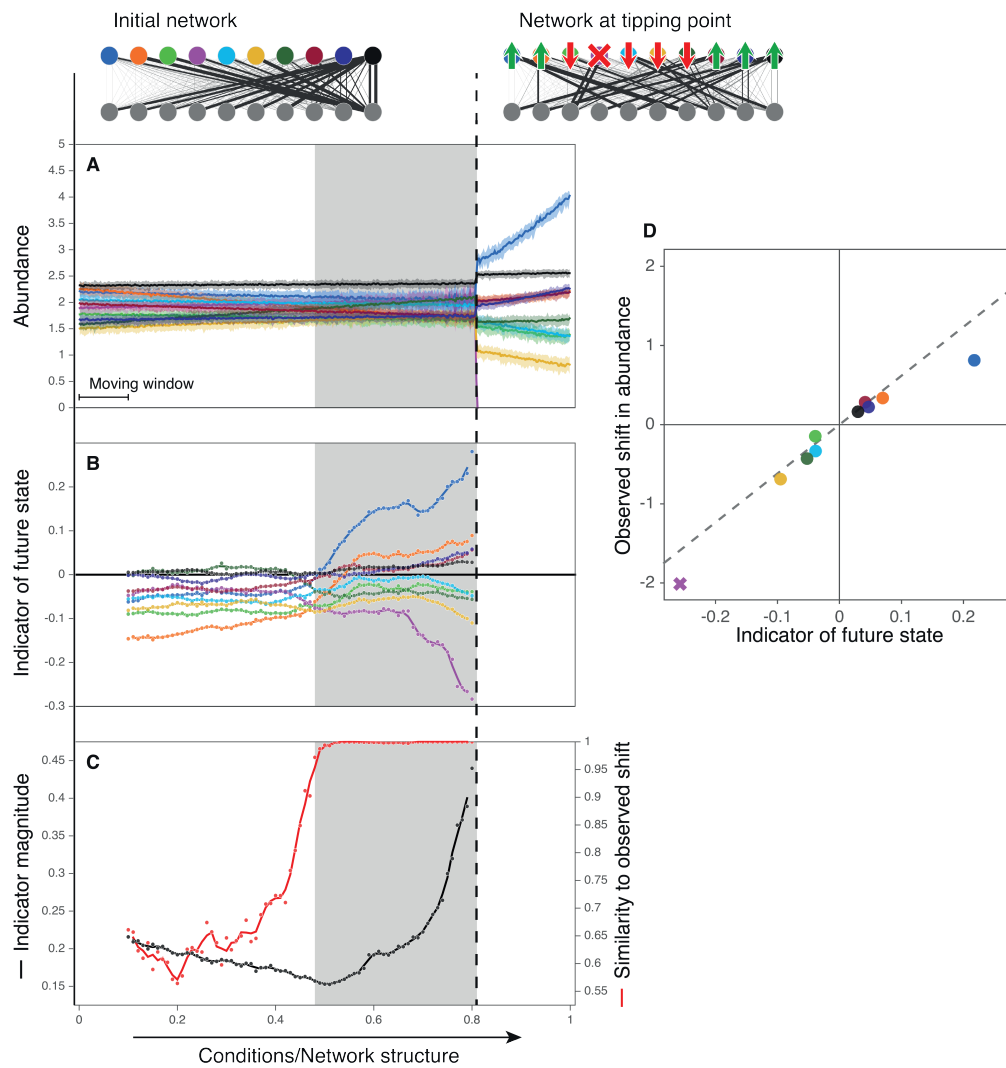 Initial network
Network at tipping point
A
Abundance
5
4.5
4
3.5
3
2.5
2
1.5
1
0.5
0
Moving window
B
Indicator of future state
0.2
0.1
0
-0.1
-0.2
-0.3
C
Indicator magnitude
0.45
0.4
0.35
0.3
0.25
0.2
0.15
1
0.95
0.9
0.85
0.8
0.75
0.7
0.65
0.6
0.55
Similarity to observed shift
0 0.2 0.4 0.6 0.8 1
Conditions/Network structure
D
Observed shift in abundance
2
1
0
-1
-2
-0.2 -0.1 0 0.1 0.2
Indicator of future state